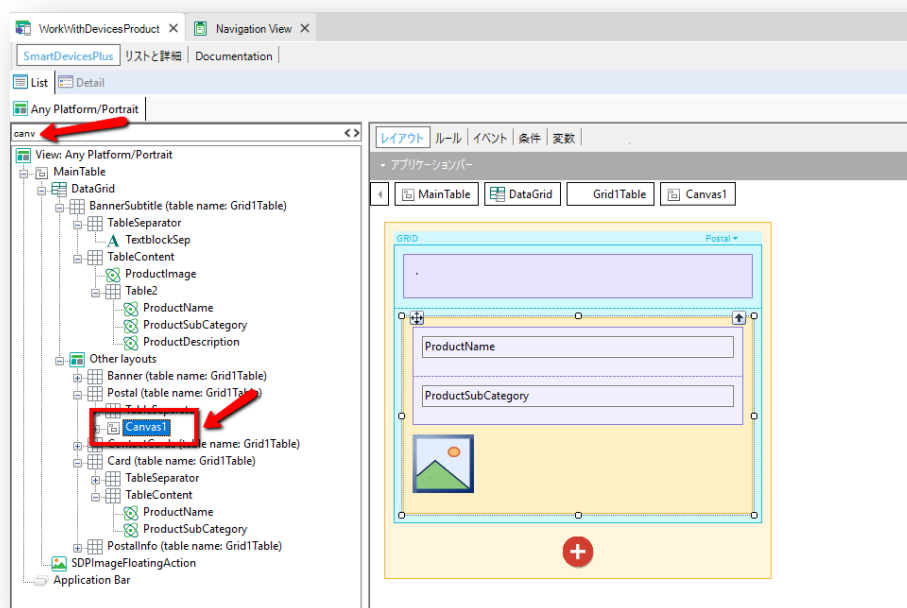 WorkWithDevicesProduct Navigation View
SmartDevicesPlus リストと詳細 Documentation
List Detail
Any Platform/Portrait
canv
レイアウト ルール イベント 条件 変数
アプリケーションバー
MainTable DataGrid Grid1Table Canvas1
View: Any Platform/Portrait
MainTable
DataGrid
BannerSubtitle (table name: Grid1Table)
TableSeparator
TextblockSep
TableContent
ProductImage
Table2
ProductName
ProductSubCategory
ProductDescription
Other layouts
Banner (table name: Grid1Table)
Postal (table name: Grid1Table)
TableSeparator
Canvas1
ContactCards (table name: Grid1Table)
Card (table name: Grid1Table)
TableSeparator
TableContent
ProductName
ProductSubCategory
PostalInfo (table name: Grid1Table)
SDPImageFloatingAction
Application Bar
GRID Postal
ProductName
ProductSubCategory